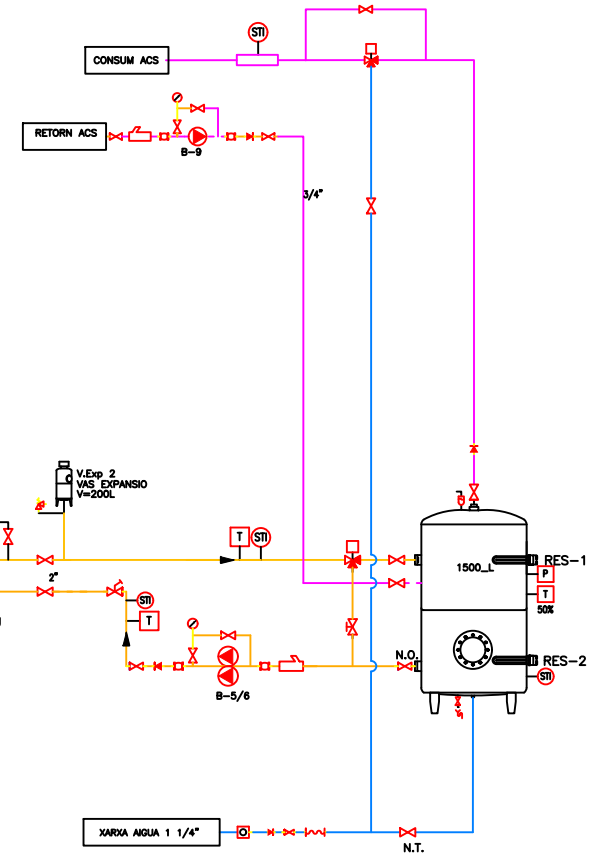 STI
CONSUM ACS
RETORN ACS
B-9
3/4"
V.Exp 2
VAS EXPANSIO
V=200L
T STI
2"
STI
T
1500_L
RES-1
P
T
50%
N.O.
RES-2
STI
B-5/6
XARXA AIGUA 1 1/4"
N.T.